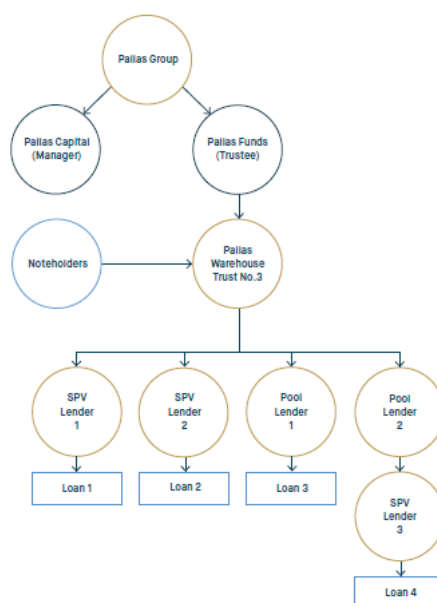 Pallas Group
Pallas Capital
(Manager)
Pallas Funds
(Trustee)
Noteholders
Pallas
Warehouse
Trust No.3
SPV
Lender
1
SPV
Lender
2
Pool
Lender
1
Pool
Lender
2
Loan 1
Loan 2
Loan 3
SPV
Lender
3
Loan 4